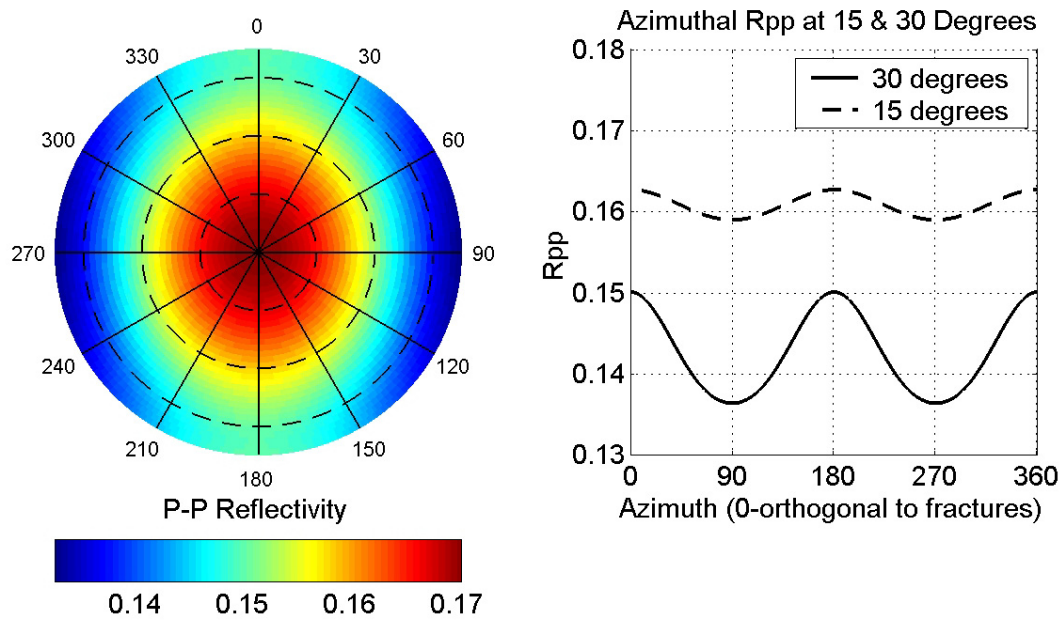 0
30
60
90
120
150
180
210
240
270
300
330
P-P Reflectivity
0.14 0.15 0.16 0.17
Azimuthal Rpp at 15 & 30 Degrees
30 degrees
15 degrees
Rpp
0.18
0.17
0.16
0.15
0.14
0.13
0 90 180 270 360
Azimuth (0-orthogonal to fractures)